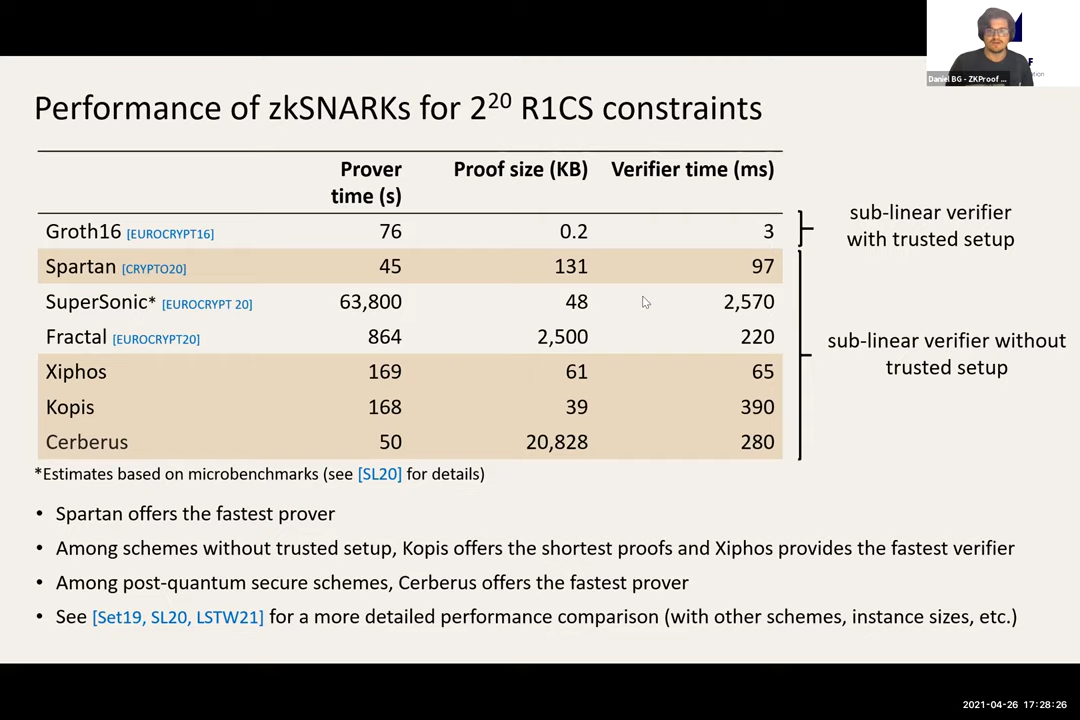 Daniel BG - ZKProof ...
Performance of zkSNARKs for 2²⁰ R1CS constraints
Prover time (s) Proof size (KB) Verifier time (ms)
Groth16 [EUROCRYPT16] 76 0.2 3
Spartan [CRYPTO20] 45 131 97
SuperSonic* [EUROCRYPT 20] 63,800 48 2,570
Fractal [EUROCRYPT20] 864 2,500 220
Xiphos 169 61 65
Kopis 168 39 390
Cerberus 50 20,828 280
sub-linear verifier
with trusted setup
sub-linear verifier without
trusted setup
*Estimates based on microbenchmarks (see [SL20] for details)
• Spartan offers the fastest prover
• Among schemes without trusted setup, Kopis offers the shortest proofs and Xiphos provides the fastest verifier
• Among post-quantum secure schemes, Cerberus offers the fastest prover
• See [Set19, SL20, LSTW21] for a more detailed performance comparison (with other schemes, instance sizes, etc.)
2021-04-26 17:28:26